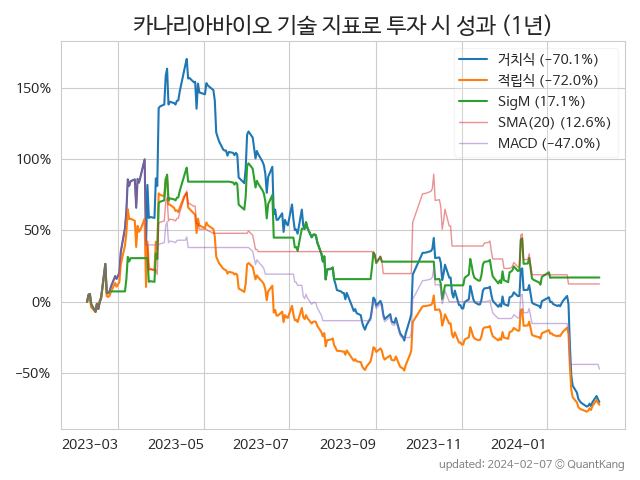 카나리아바이오 기술 지표로 투자 시 성과 (1년)
거치식 (−70.1%)
적립식 (−72.0%)
SigM (17.1%)
SMA(20) (12.6%)
MACD (−47.0%)
150%
100%
50%
0%
−50%
2023−03 2023−05 2023−07 2023−09 2023−11 2024−01
updated: 2024−02−07 © QuantKang